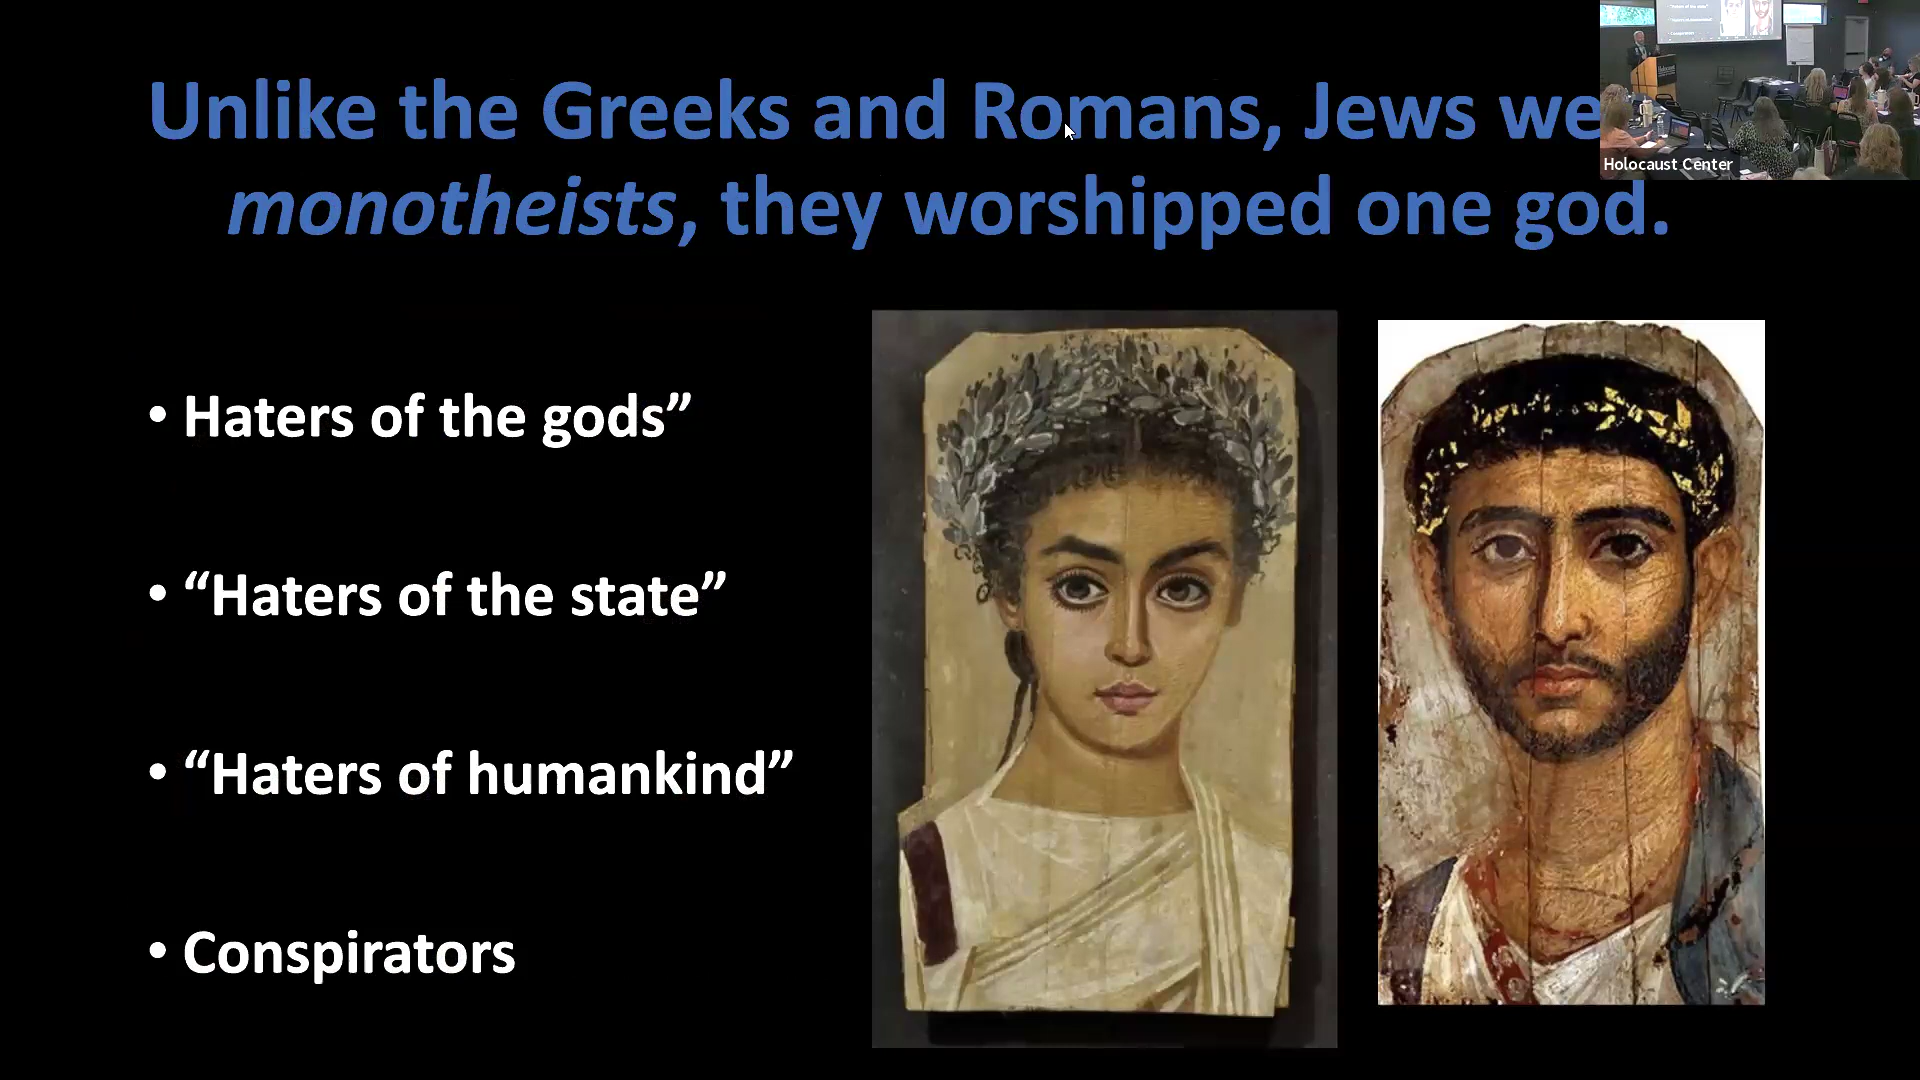 Unlike the Greeks and Romans, Jews we
monotheists, they worshipped one god.
Holocaust Center
• Haters of the gods”
• “Haters of the state”
• “Haters of humankind”
• Conspirators